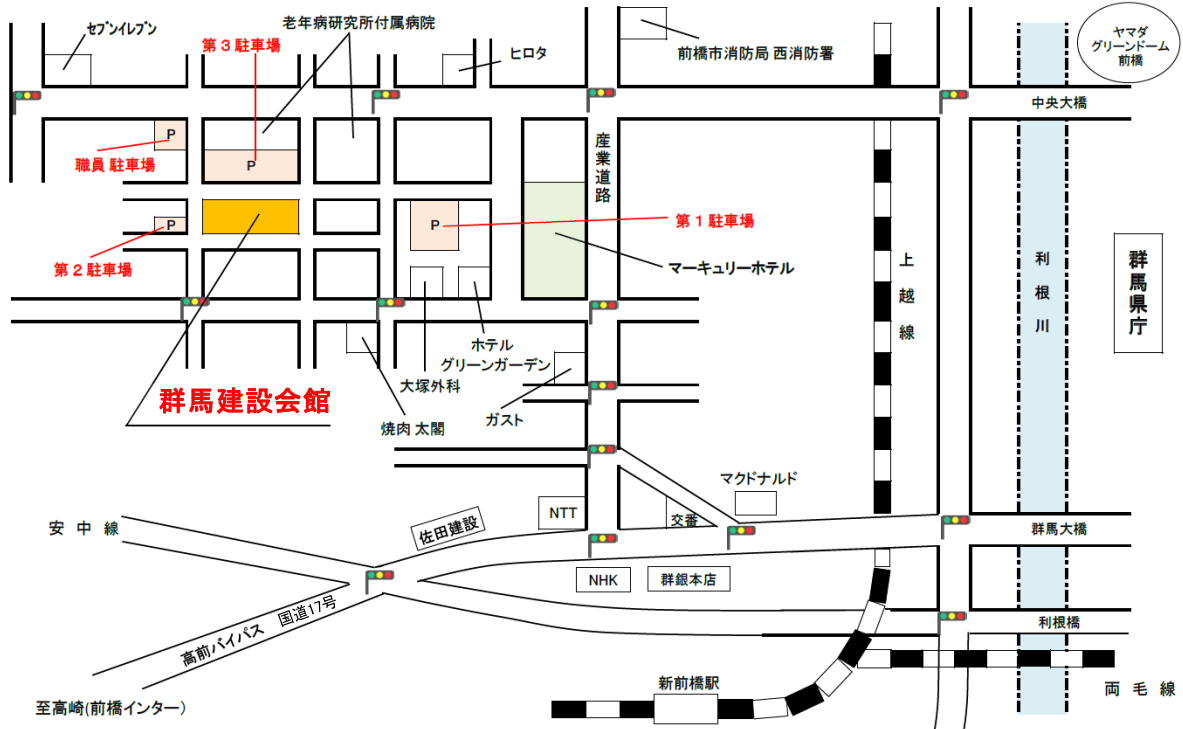 セブンイレブン
老年病研究所付属病院
第3駐車場
ヒロタ
前橋市消防局 西消防署
ヤマダ
グリーンドーム
前橋
中央大橋
P
職員 駐車場
P
産業道路
P
第2駐車場
P
第1駐車場
マーキュリーホテル
上越線
利根川
群馬県庁
ホテル
グリーンガーデン
大塚外科
群馬建設会館
焼肉 太閤
ガスト
マクドナルド
NTT
交番
安中線
佐田建設
群馬大橋
NHK
群銀本店
高前バイパス 国道17号
利根橋
新前橋駅
両毛線
至高崎(前橋インター)